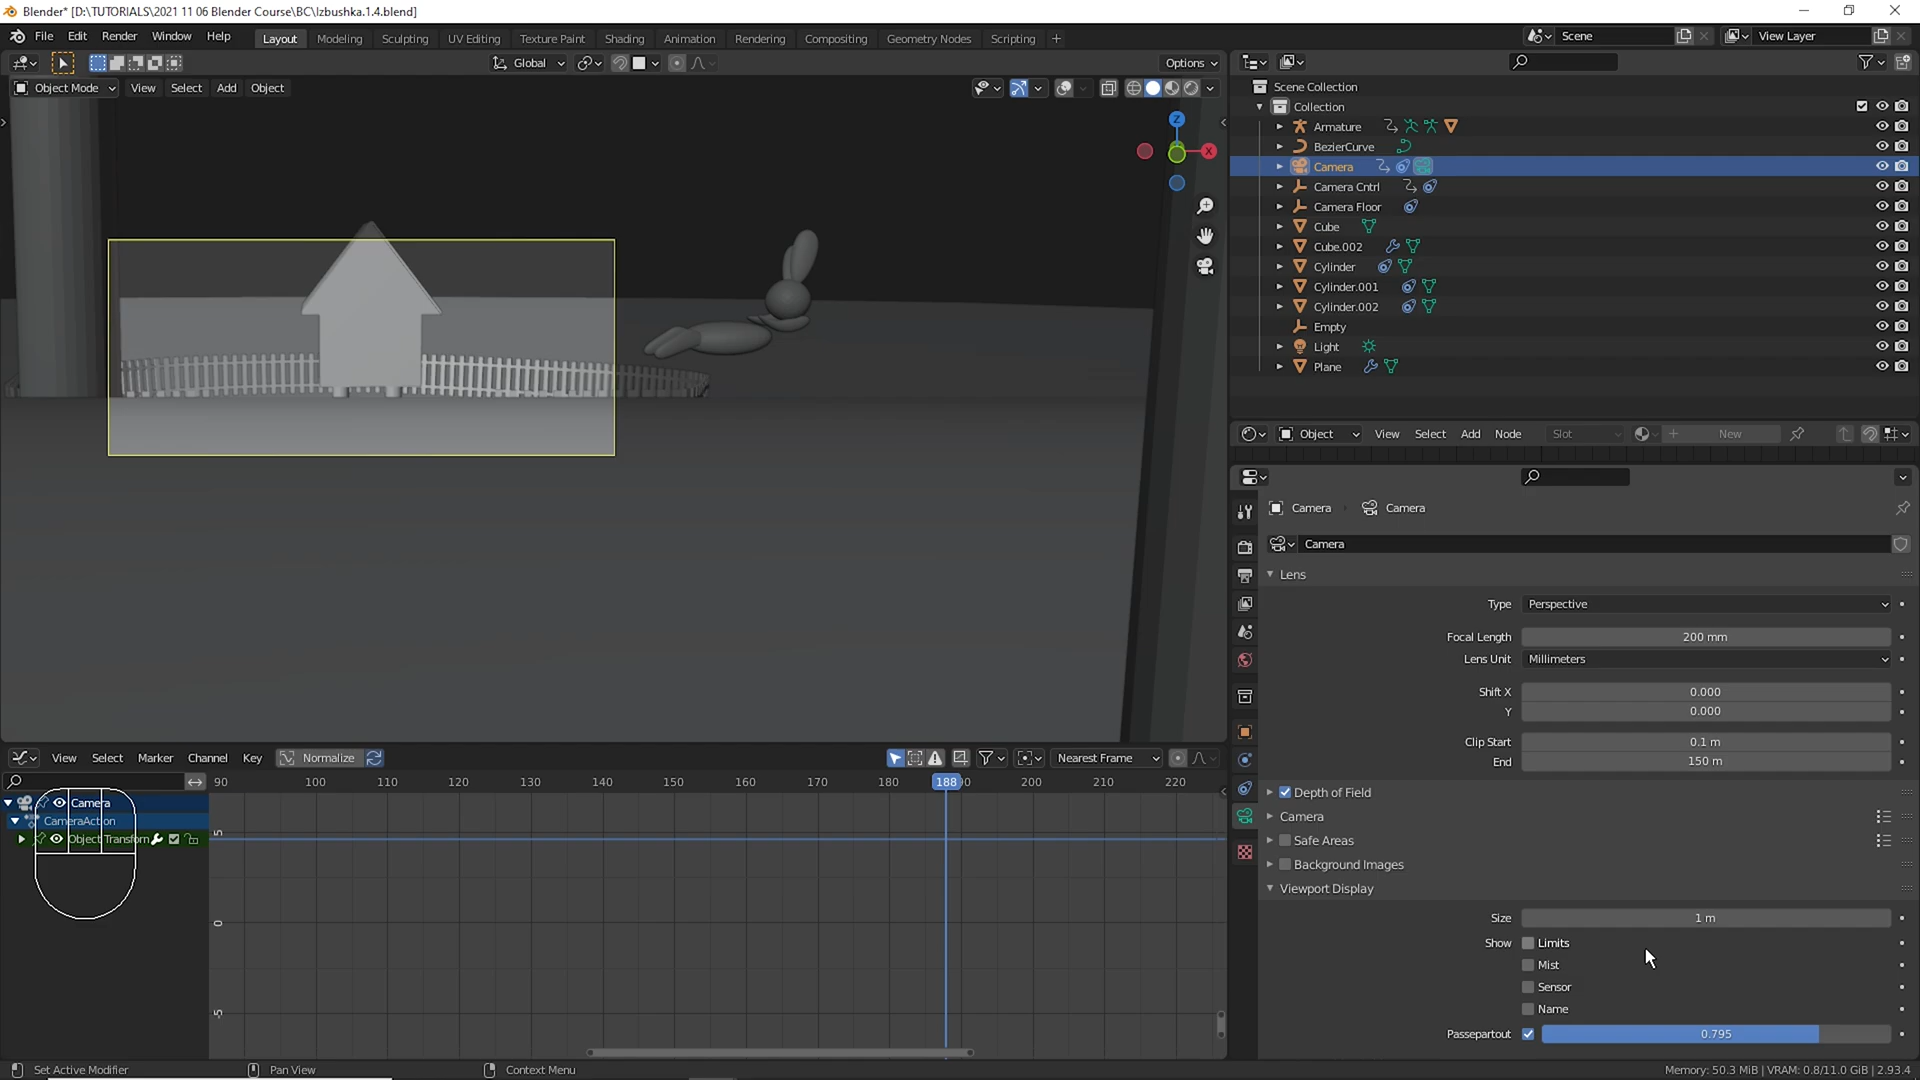 Blender* [D:\TUTORIALS\2021 11 06 Blender Course\BC\Izbushka.1.4.blend]
File Edit Render Window Help Layout Modeling Sculpting UV Editing Texture Paint Shading Animation Rendering Compositing Geometry Nodes Scripting + Scene View Layer
Global Options
Object Mode View Select Add Object
Z
X
Scene Collection
Collection
Armature
BezierCurve
Camera
Camera Cntrl
Camera Floor
Cube
Cube.002
Cylinder
Cylinder.001
Cylinder.002
Empty
Light
Plane
Object View Select Add Node Slot New
Camera Camera
Camera
Lens
Type Perspective
Focal Length 200 mm
Lens Unit Millimeters
Shift X 0.000
Y 0.000
Clip Start 0.1 m
End 150 m
Depth of Field
Camera
Safe Areas
Background Images
Viewport Display
Size 1 m
Show Limits
Mist
Sensor
Name
Passepartout 0.795
View Select Marker Channel Key Normalize Nearest Frame
90 100 110 120 130 140 150 160 170 180 188 200 210 220
Camera
CameraAction
Object Transform
5
0
-5
Set Active Modifier Pan View Context Menu Memory: 50.3 MiB | VRAM: 0.8/11.0 GiB | 2.93.4